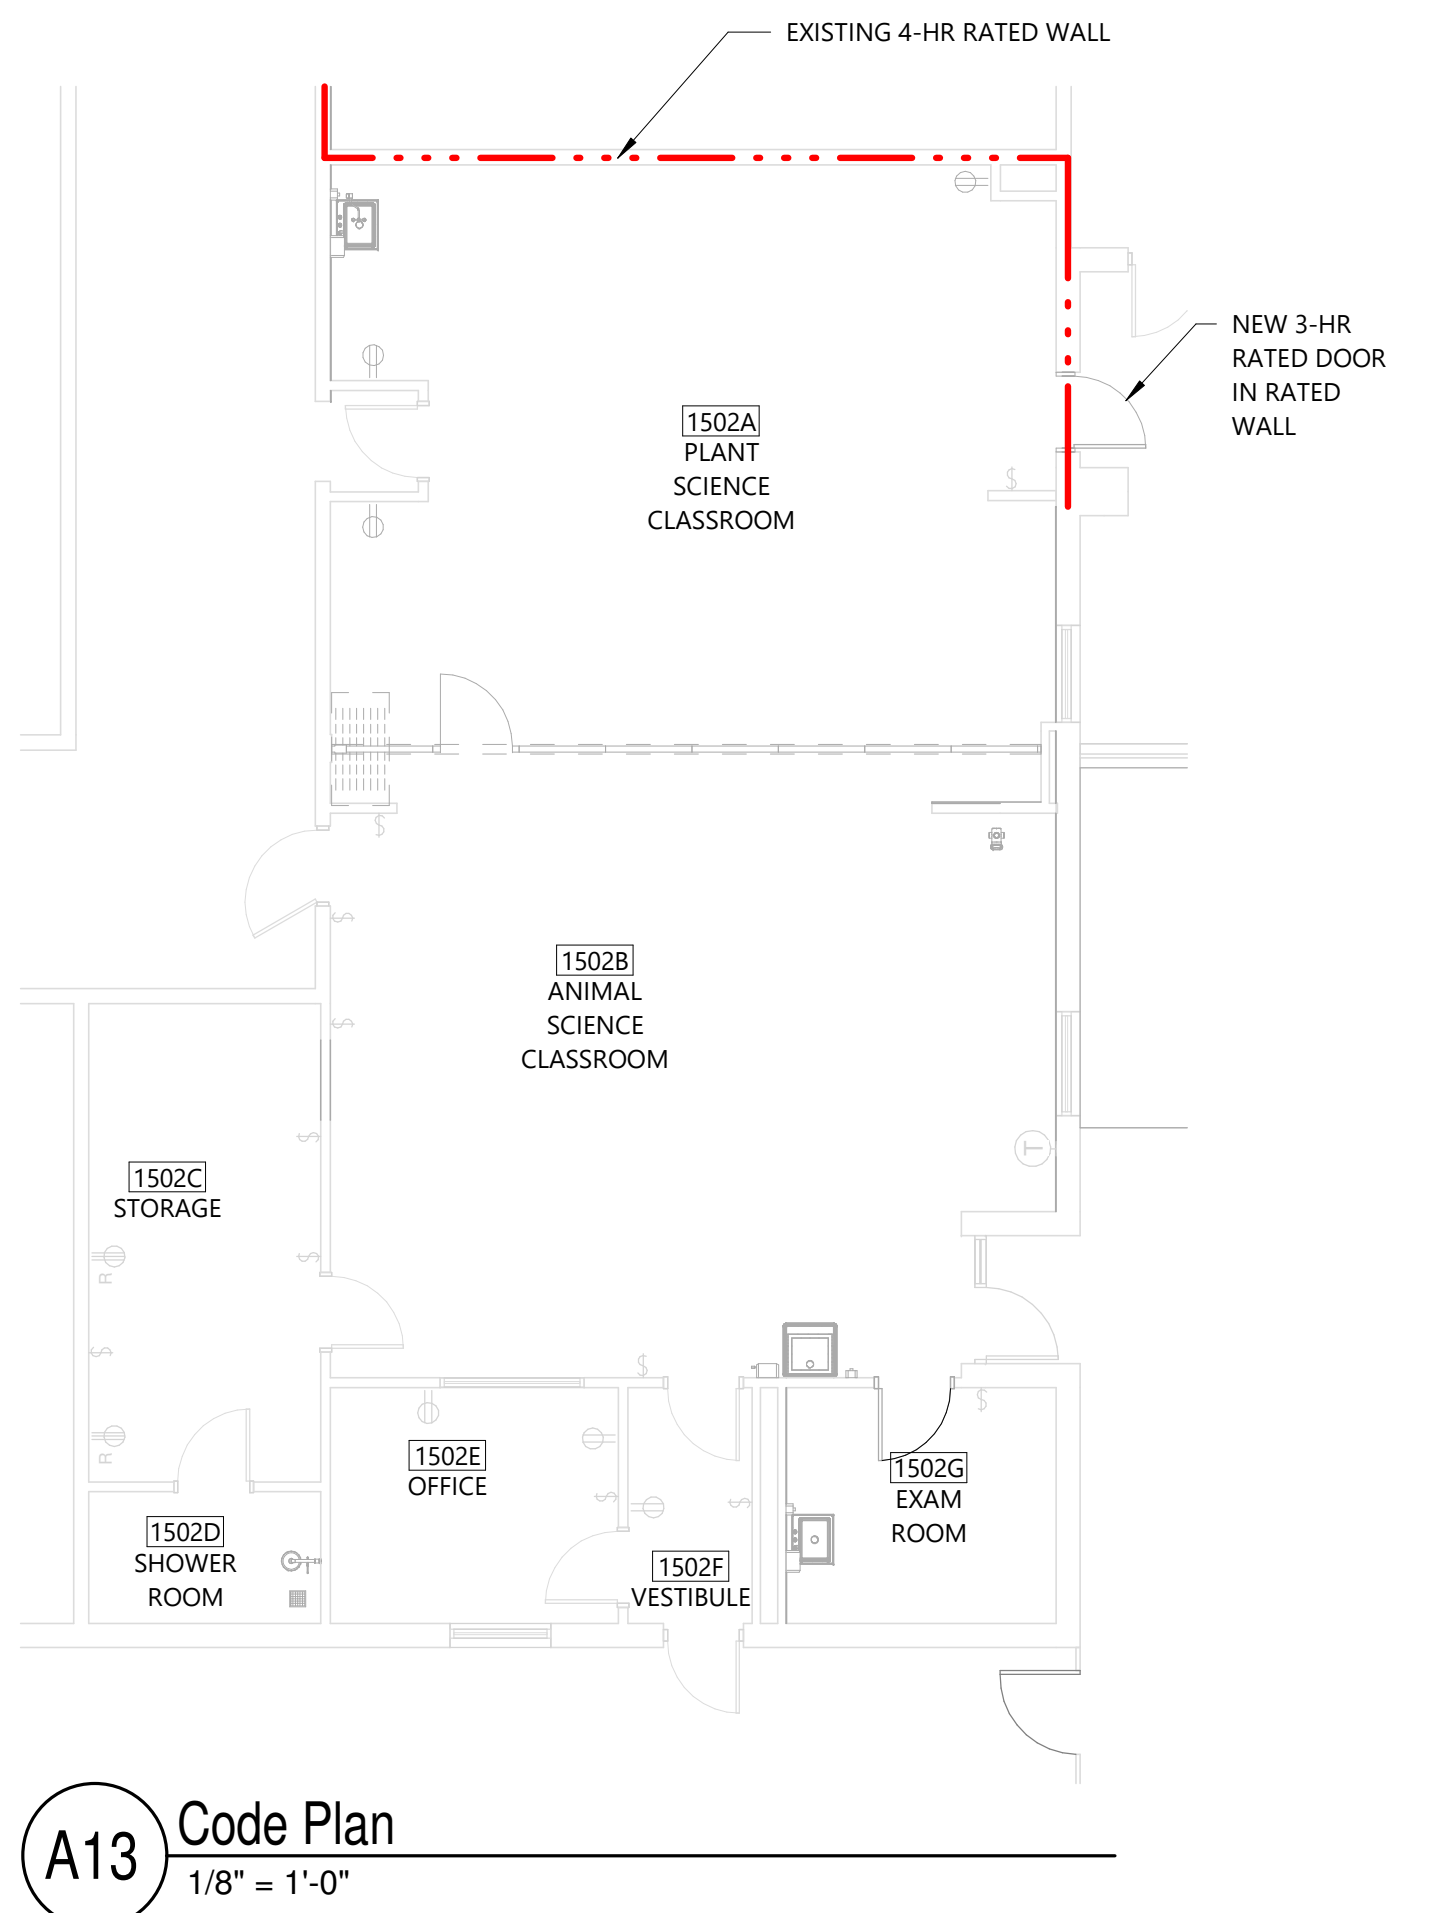 EXISTING 4-HR RATED WALL
NEW 3-HR
RATED DOOR
IN RATED
WALL
1502A
PLANT
SCIENCE
CLASSROOM
$
$
$
1502B
ANIMAL
SCIENCE
CLASSROOM
$
$
T
1502C
STORAGE
$
R
$
$
$
R
1502E
OFFICE
1502G
EXAM
ROOM
$
$
1502D
SHOWER
ROOM
1502F
VESTIBULE
A13
Code Plan
1/8" = 1'-0"